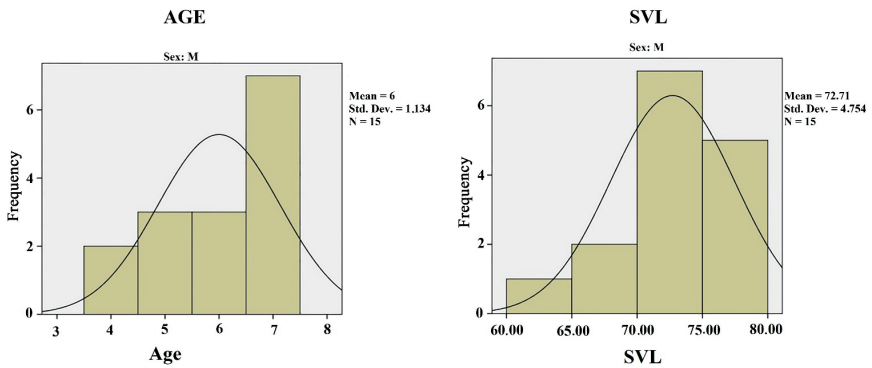 AGE
Sex: M
Mean = 6
Std. Dev. = 1,134
N = 15
Frequency
6
4
2
0
3 4 5 6 7 8
Age
SVL
Sex: M
Mean = 72.71
Std. Dev. = 4.754
N = 15
Frequency
6
4
2
0
60.00 65.00 70.00 75.00 80.00
SVL